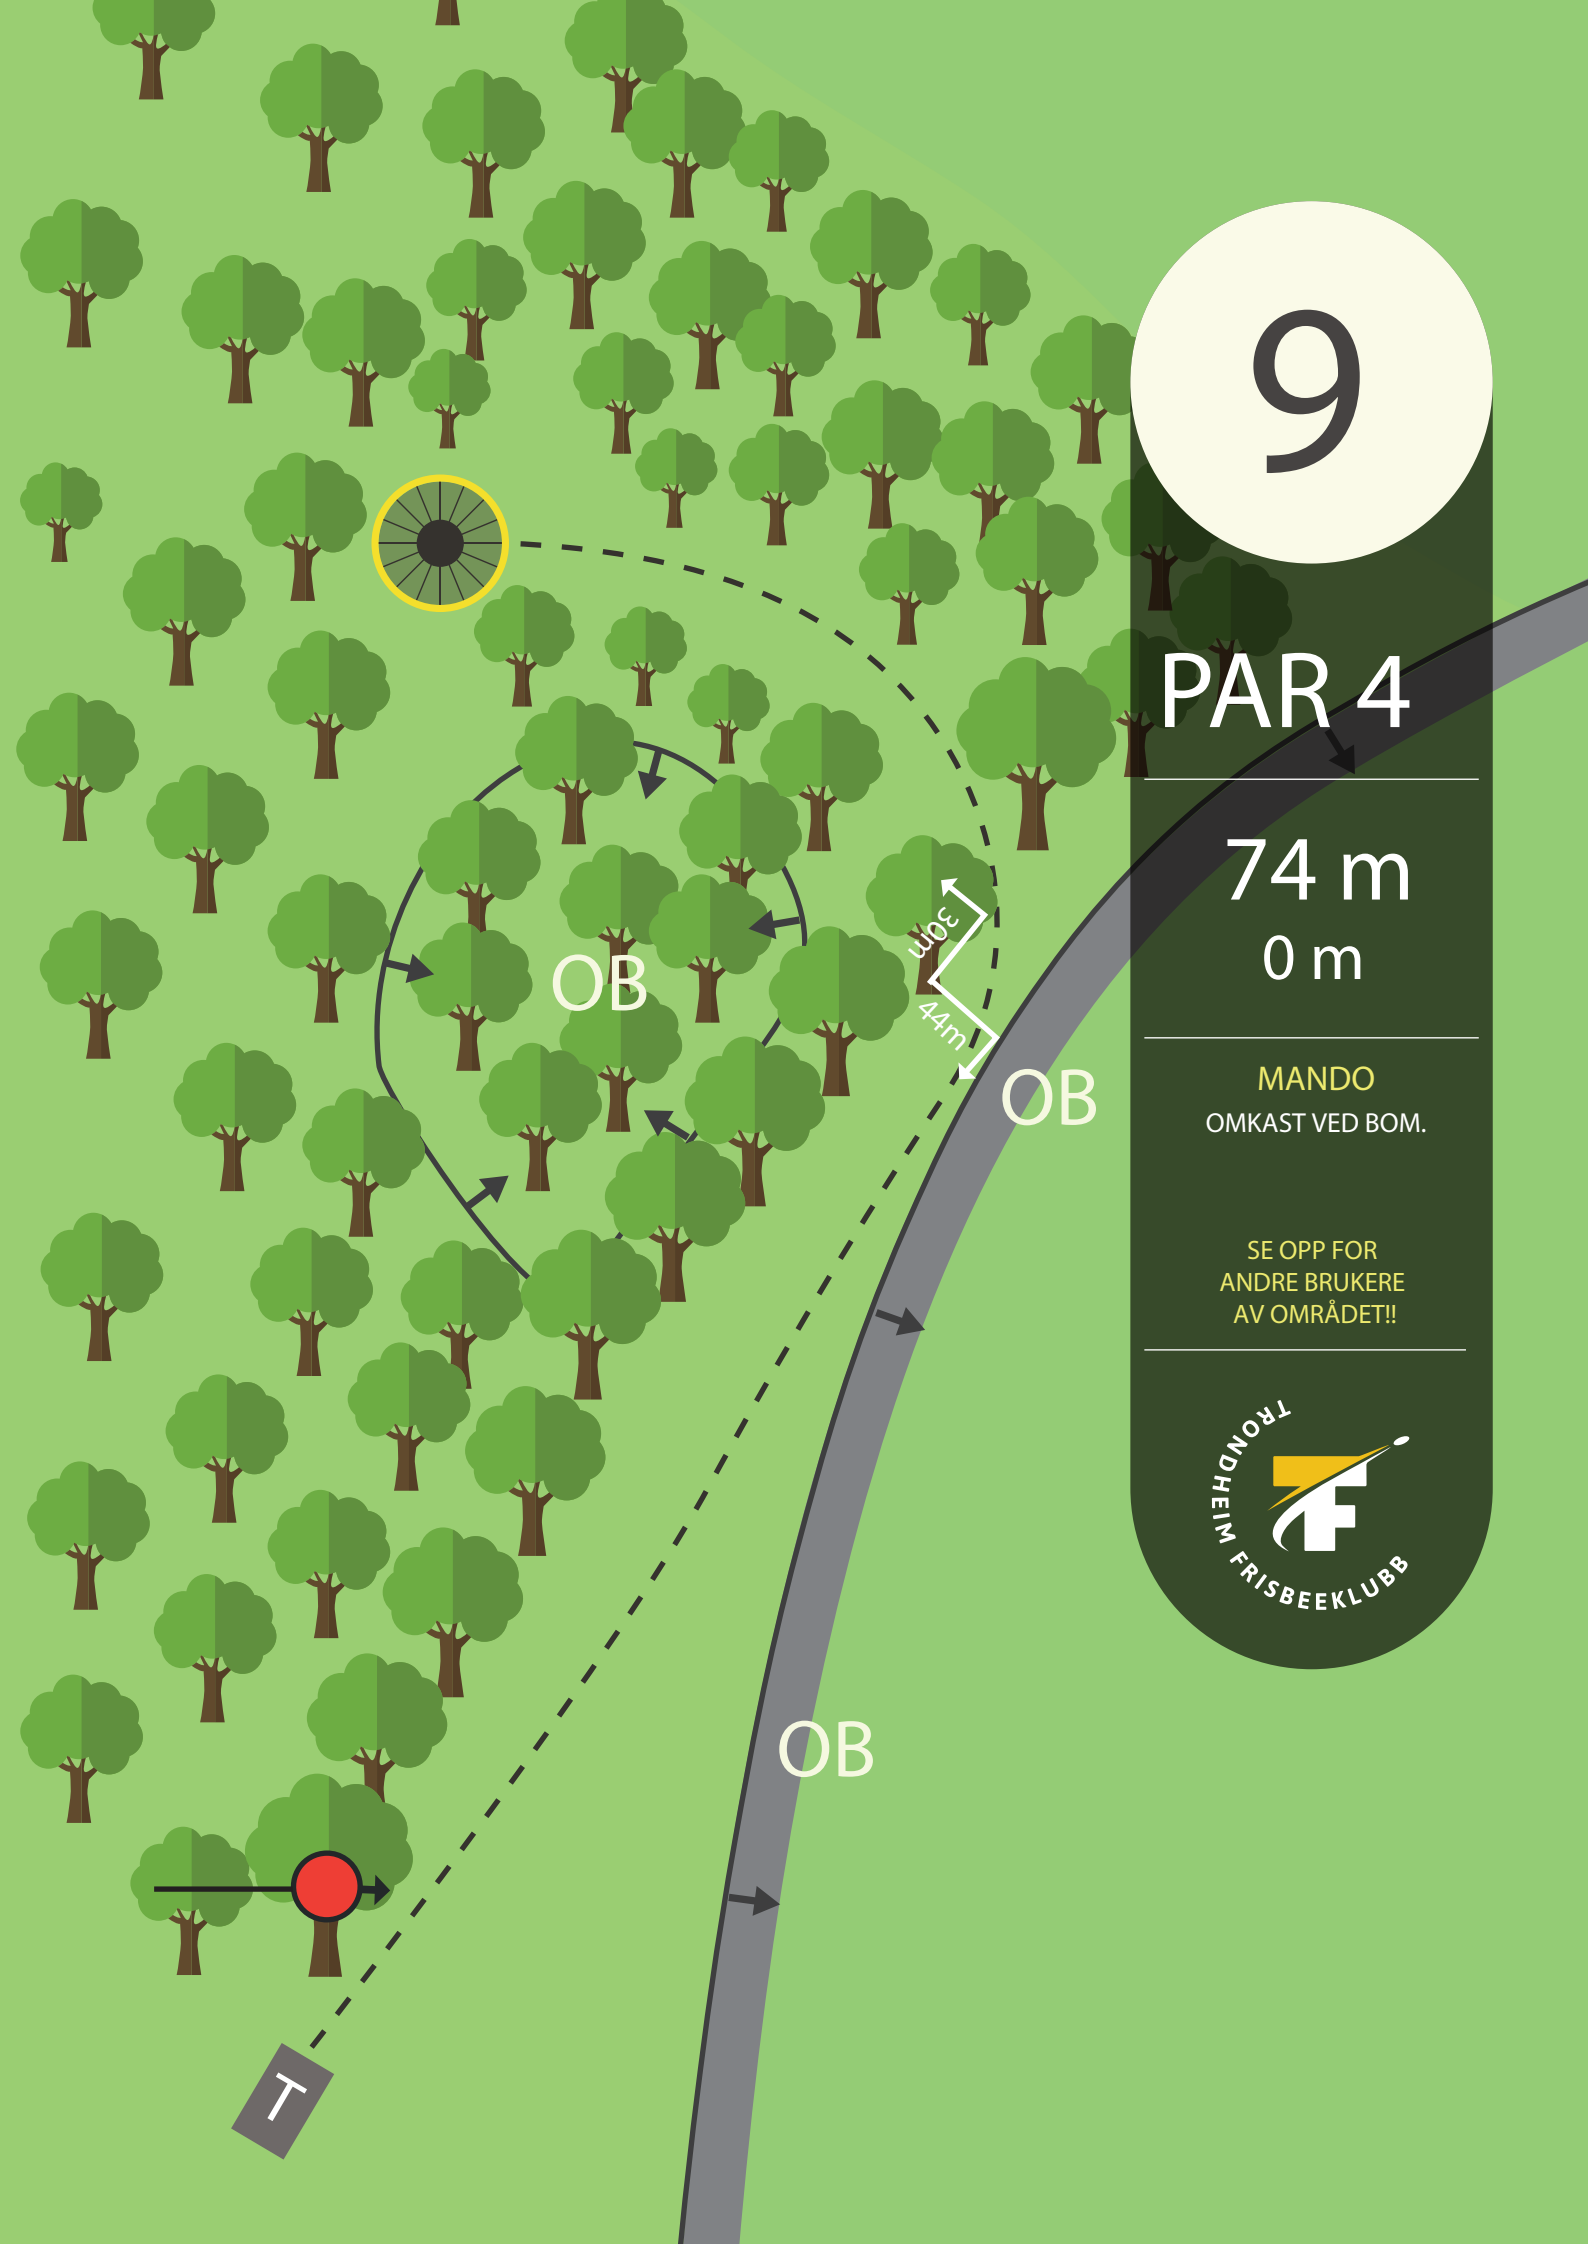 9
PAR 4
74 m
0 m
MANDO
OMKAST VED BOM.
SE OPP FOR
ANDRE BRUKERE
AV OMRÅDET!!
TRONDHEIM FRISBEEKLUBB
OB
30m
44m
OB
OB
T